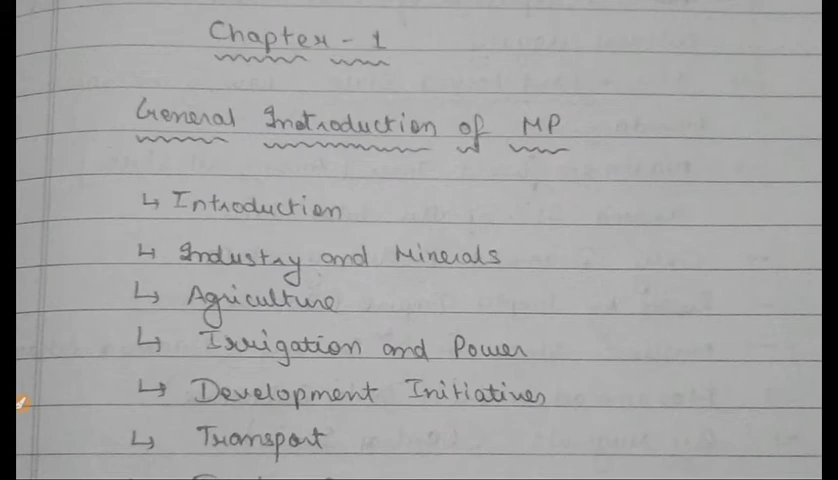 Chapter - 1
General Introduction of MP
↳ Introduction
↳ Industry and Minerals
↳ Agriculture
↳ Irrigation and Power
↳ Development Initiatives
↳ Transport